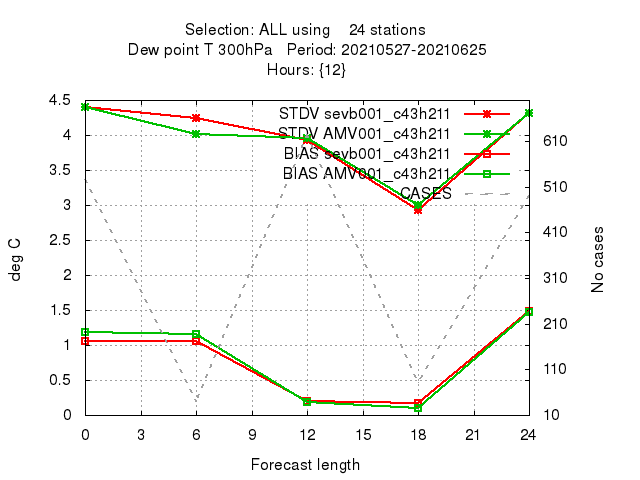 Selection: ALL using    24 stations
Dew point T 300hPa   Period: 20210527-20210625
Hours: {12}
STDV sevb001_c43h211
STDV AMV001_c43h211
BIAS sevb001_c43h211
BIAS AMV001_c43h211
CASES
4.5
4
3.5
3
2.5
2
1.5
1
0.5
0
deg C
610
510
410
310
210
110
10
No cases
0 3 6 9 12 15 18 21 24
Forecast length